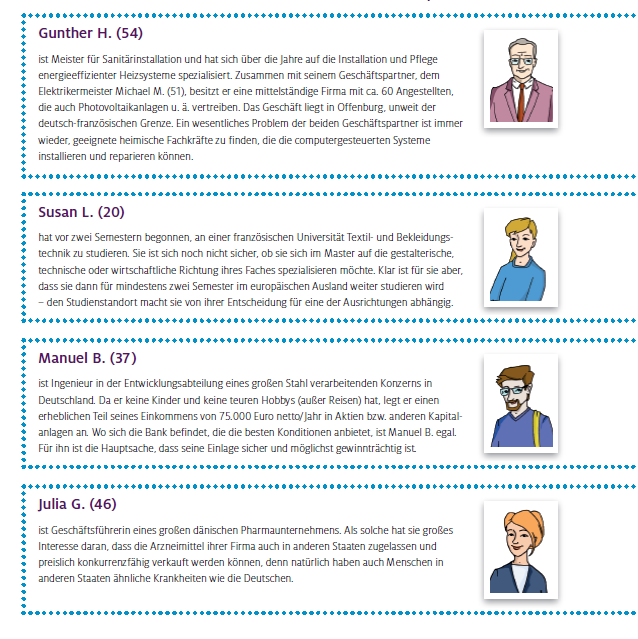 Gunther H. (54)
ist Meister für Sanitärinstallation und hat sich über die Jahre auf die Installation und Pflege
energieeffizienter Heizsysteme spezialisiert. Zusammen mit seinem Geschäftspartner, dem
Elektrikermeister Michael M. (51), besitzt er eine mittelständige Firma mit ca. 60 Angestellten,
die auch Photovoltaikanlagen u. ä. vertreiben. Das Geschäft liegt in Offenburg, unweit der
deutsch-französischen Grenze. Ein wesentliches Problem der beiden Geschäftspartner ist immer
wieder, geeignete heimische Fachkräfte zu finden, die die computergesteuerten Systeme
installieren und reparieren können.
Susan L. (20)
hat vor zwei Semestern begonnen, an einer französischen Universität Textil- und Bekleidungs-
technik zu studieren. Sie ist sich noch nicht sicher, ob sie sich im Master auf die gestalterische,
technische oder wirtschaftliche Richtung ihres Faches spezialisieren möchte. Klar ist für sie aber,
dass sie dann für mindestens zwei Semester im europäischen Ausland weiter studieren wird
– den Studienstandort macht sie von ihrer Entscheidung für eine der Ausrichtungen abhängig.
Manuel B. (37)
ist Ingenieur in der Entwicklungsabteilung eines großen Stahl verarbeitenden Konzerns in
Deutschland. Da er keine Kinder und keine teuren Hobbys (außer Reisen) hat, legt er einen
erheblichen Teil seines Einkommens von 75.000 Euro netto/Jahr in Aktien bzw. anderen Kapital-
anlagen an. Wo sich die Bank befindet, die die besten Konditionen anbietet, ist Manuel B. egal.
Für ihn ist die Hauptsache, dass seine Einlage sicher und möglichst gewinnträchtig ist.
Julia G. (46)
ist Geschäftsführerin eines großen dänischen Pharmaunternehmens. Als solche hat sie großes
Interesse daran, dass die Arzneimittel ihrer Firma auch in anderen Staaten zugelassen und
preislich konkurrenzfähig verkauft werden können, denn natürlich haben auch Menschen in
anderen Staaten ähnliche Krankheiten wie die Deutschen.